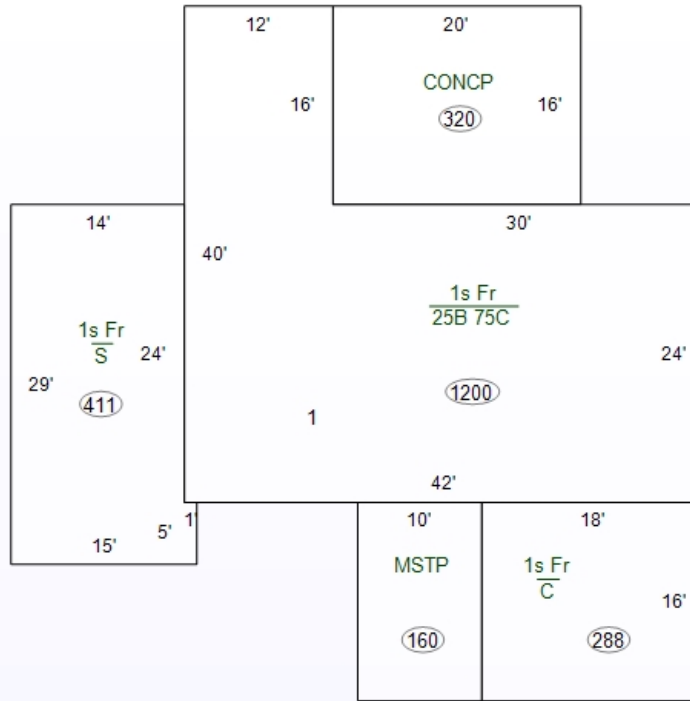 12'
20'
CONCP
16'
16'
320
14'
30'
40'
1s Fr
25B 75C
1s Fr
S
24'
24'
29'
411
1200
1
42'
1'
10'
18'
5'
15'
MSTP
1s Fr
C
16'
160
288